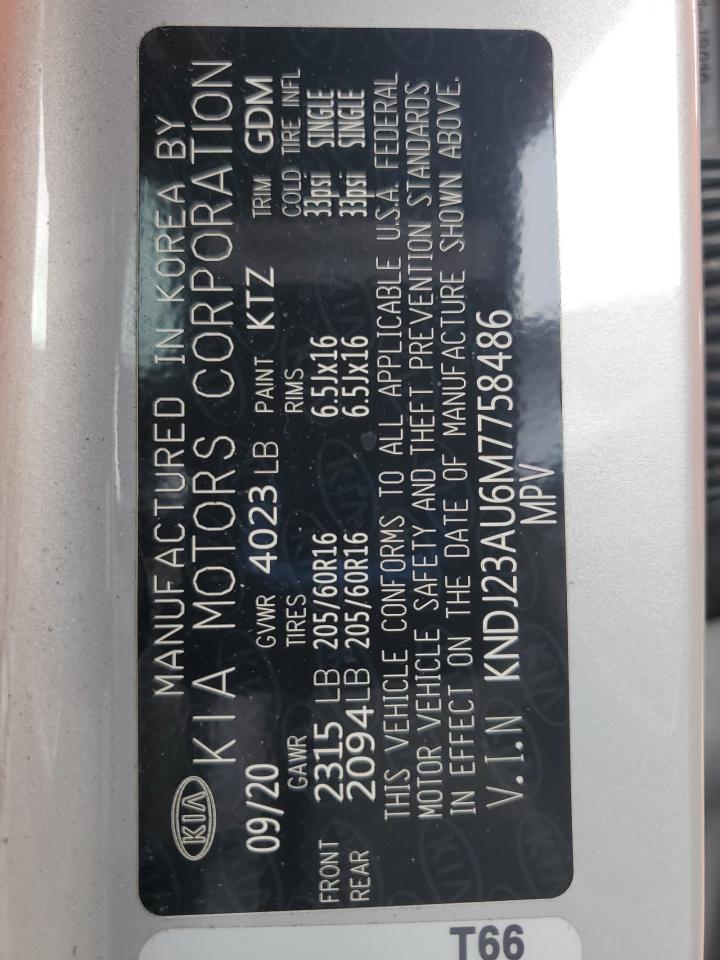 KIA
MANUFACTURED IN KOREA BY
KIA MOTORS CORPORATION
09/20 GVWR 4023 LB PAINT KTZ TRIM GDM
GAWR TIRES RIMS COLD TIRE INFL
FRONT 2315 LB 205/60R16 6.5Jx16 33psi SINGLE
REAR 2094 LB 205/60R16 6.5Jx16 33psi SINGLE
THIS VEHICLE CONFORMS TO ALL APPLICABLE U.S.A. FEDERAL
MOTOR VEHICLE SAFETY AND THEFT PREVENTION STANDARDS
IN EFFECT ON THE DATE OF MANUFACTURE SHOWN ABOVE.
V.I.N KNDJ23AU6M7758486
MPV
T66